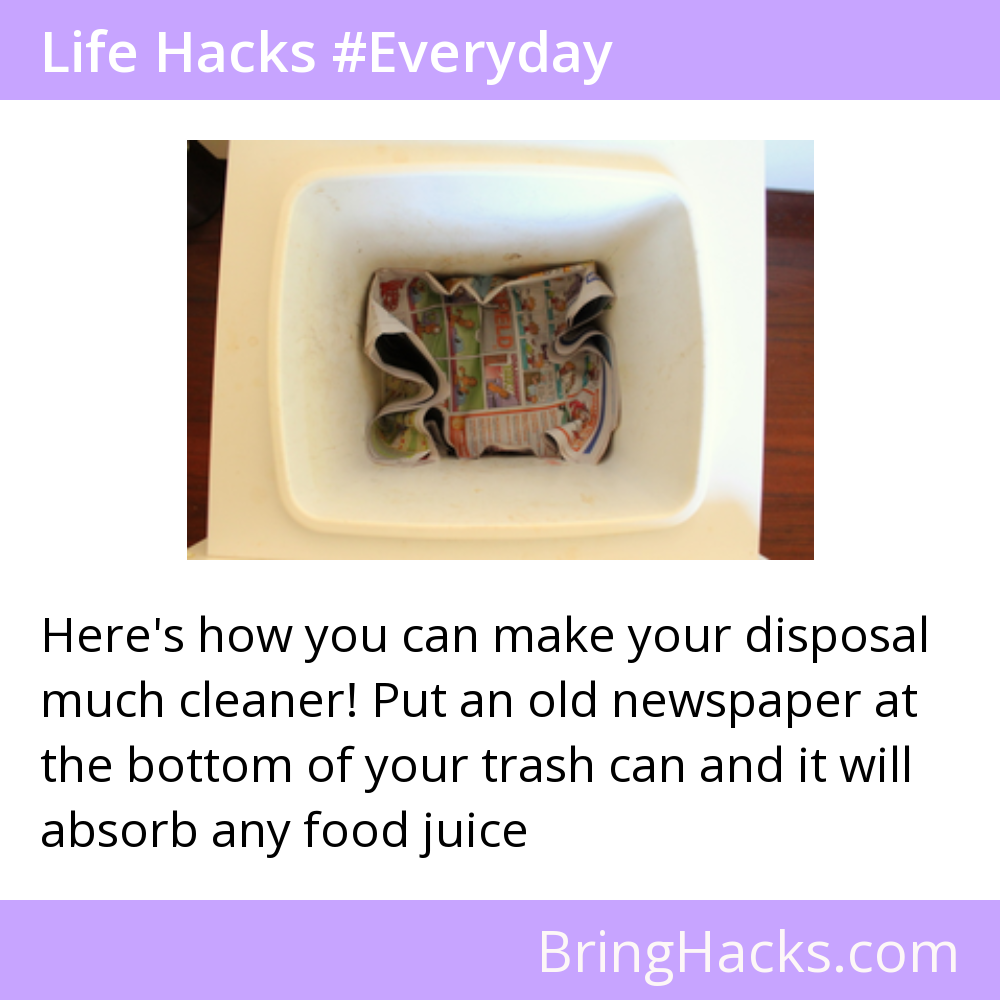 Life Hacks #Everyday
Here's how you can make your disposal
much cleaner! Put an old newspaper at
the bottom of your trash can and it will
absorb any food juice
BringHacks.com